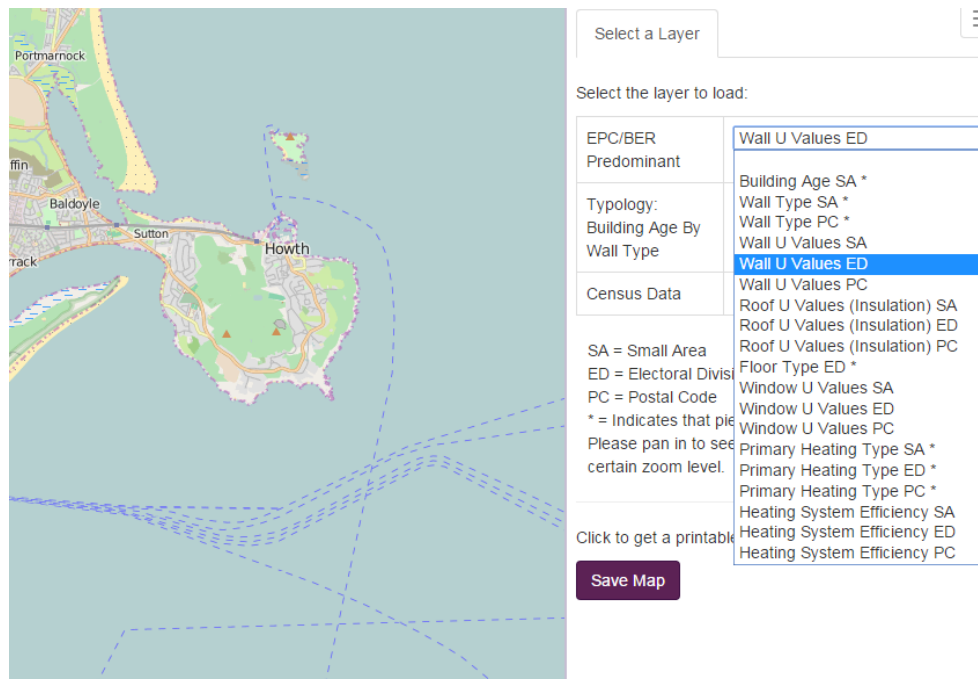 Portmarnock
ffin
Baldoyle
Sutton
Howth
rrack
Select a Layer
Select the layer to load:
EPC/BER
Predominant
Wall U Values ED
Typology:
Building Age By
Wall Type
Census Data
Building Age SA *
Wall Type SA *
Wall Type PC *
Wall U Values SA
Wall U Values ED
Wall U Values PC
Roof U Values (Insulation) SA
Roof U Values (Insulation) ED
Roof U Values (Insulation) PC
Floor Type ED *
Window U Values SA
Window U Values ED
Window U Values PC
Primary Heating Type SA *
Primary Heating Type ED *
Primary Heating Type PC *
Heating System Efficiency SA
Heating System Efficiency ED
Heating System Efficiency PC
SA = Small Area
ED = Electoral Divisi
PC = Postal Code
* = Indicates that pie
Please pan in to see
certain zoom level.
Click to get a printable
Save Map